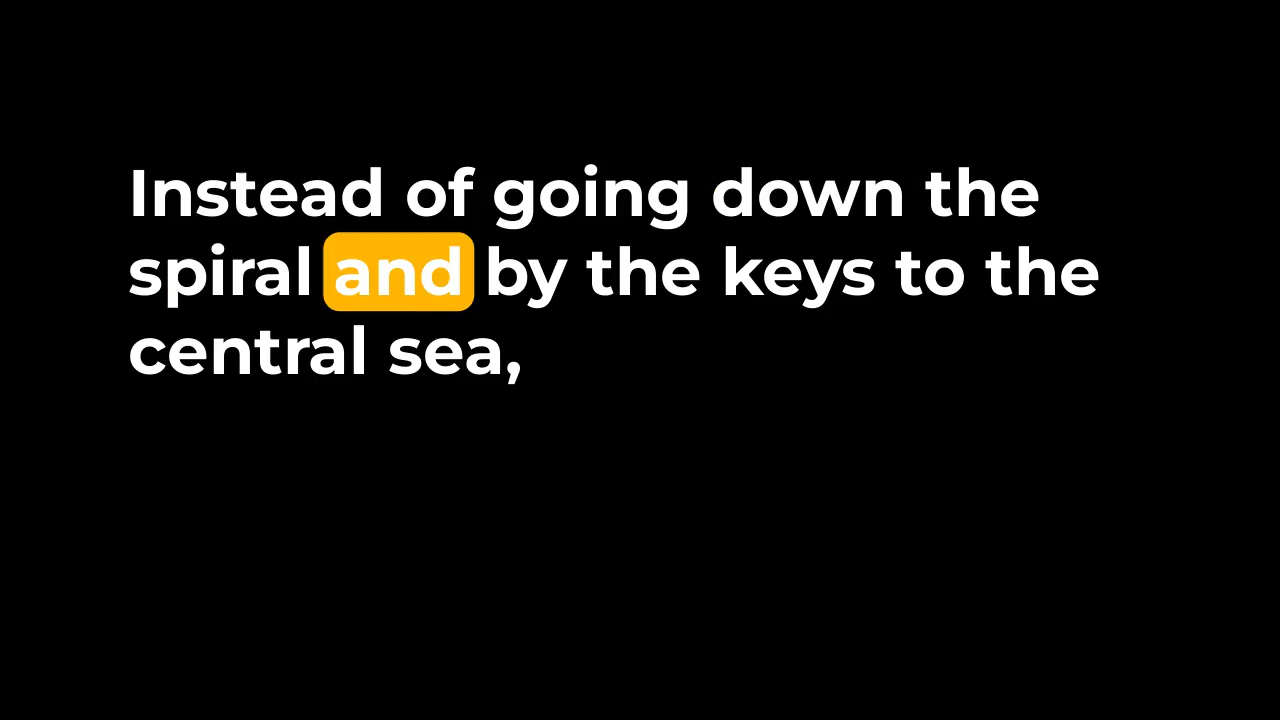 Instead of going down the
spiral and by the keys to the
central sea,